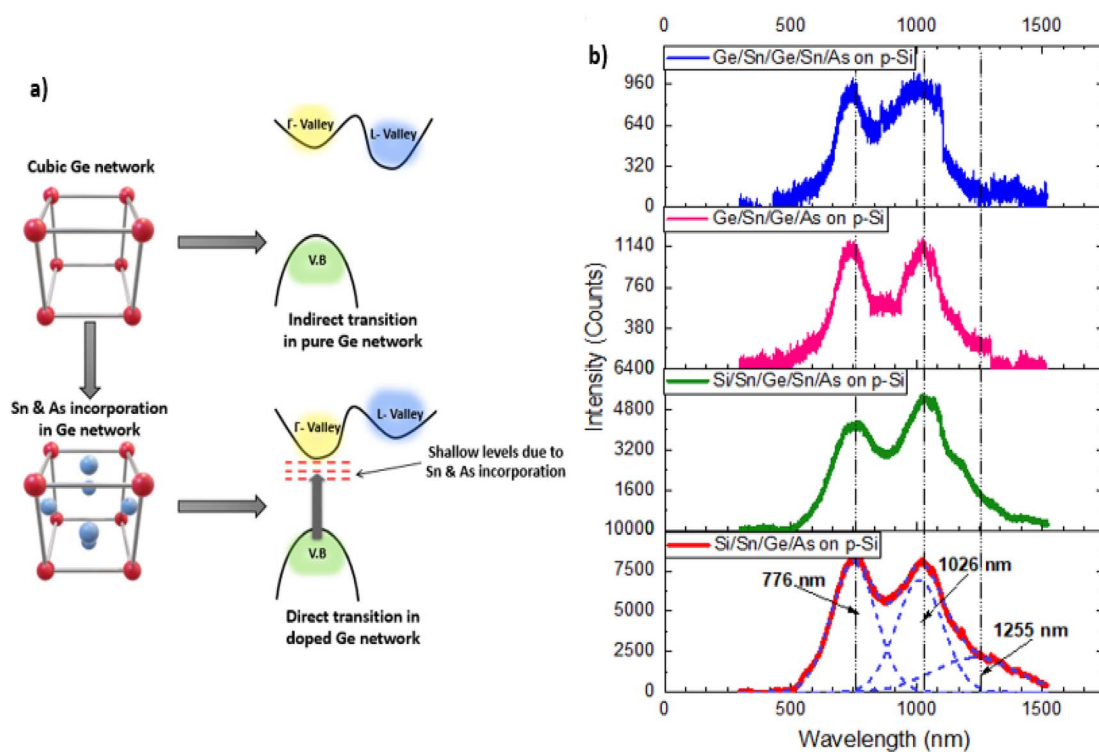 a)
Cubic Ge network
Γ- Valley
L- Valley
V.B
Indirect transition
in pure Ge network
Sn & As incorporation
in Ge network
Γ- Valley
L- Valley
Shallow levels due to
Sn & As incorporation
V.B
Direct transition in
doped Ge network
b)
0 500 1000 1500
Ge/Sn/Ge/Sn/As on p-Si
960
640
320
0
Ge/Sn/Ge/As on p-Si
1140
760
380
6400
Si/Sn/Ge/Sn/As on p-Si
4800
3200
1600
10000
Si/Sn/Ge/As on p-Si
7500
5000
2500
0
776 nm
1026 nm
1255 nm
Intensity (Counts)
0 500 1000 1500
Wavelength (nm)